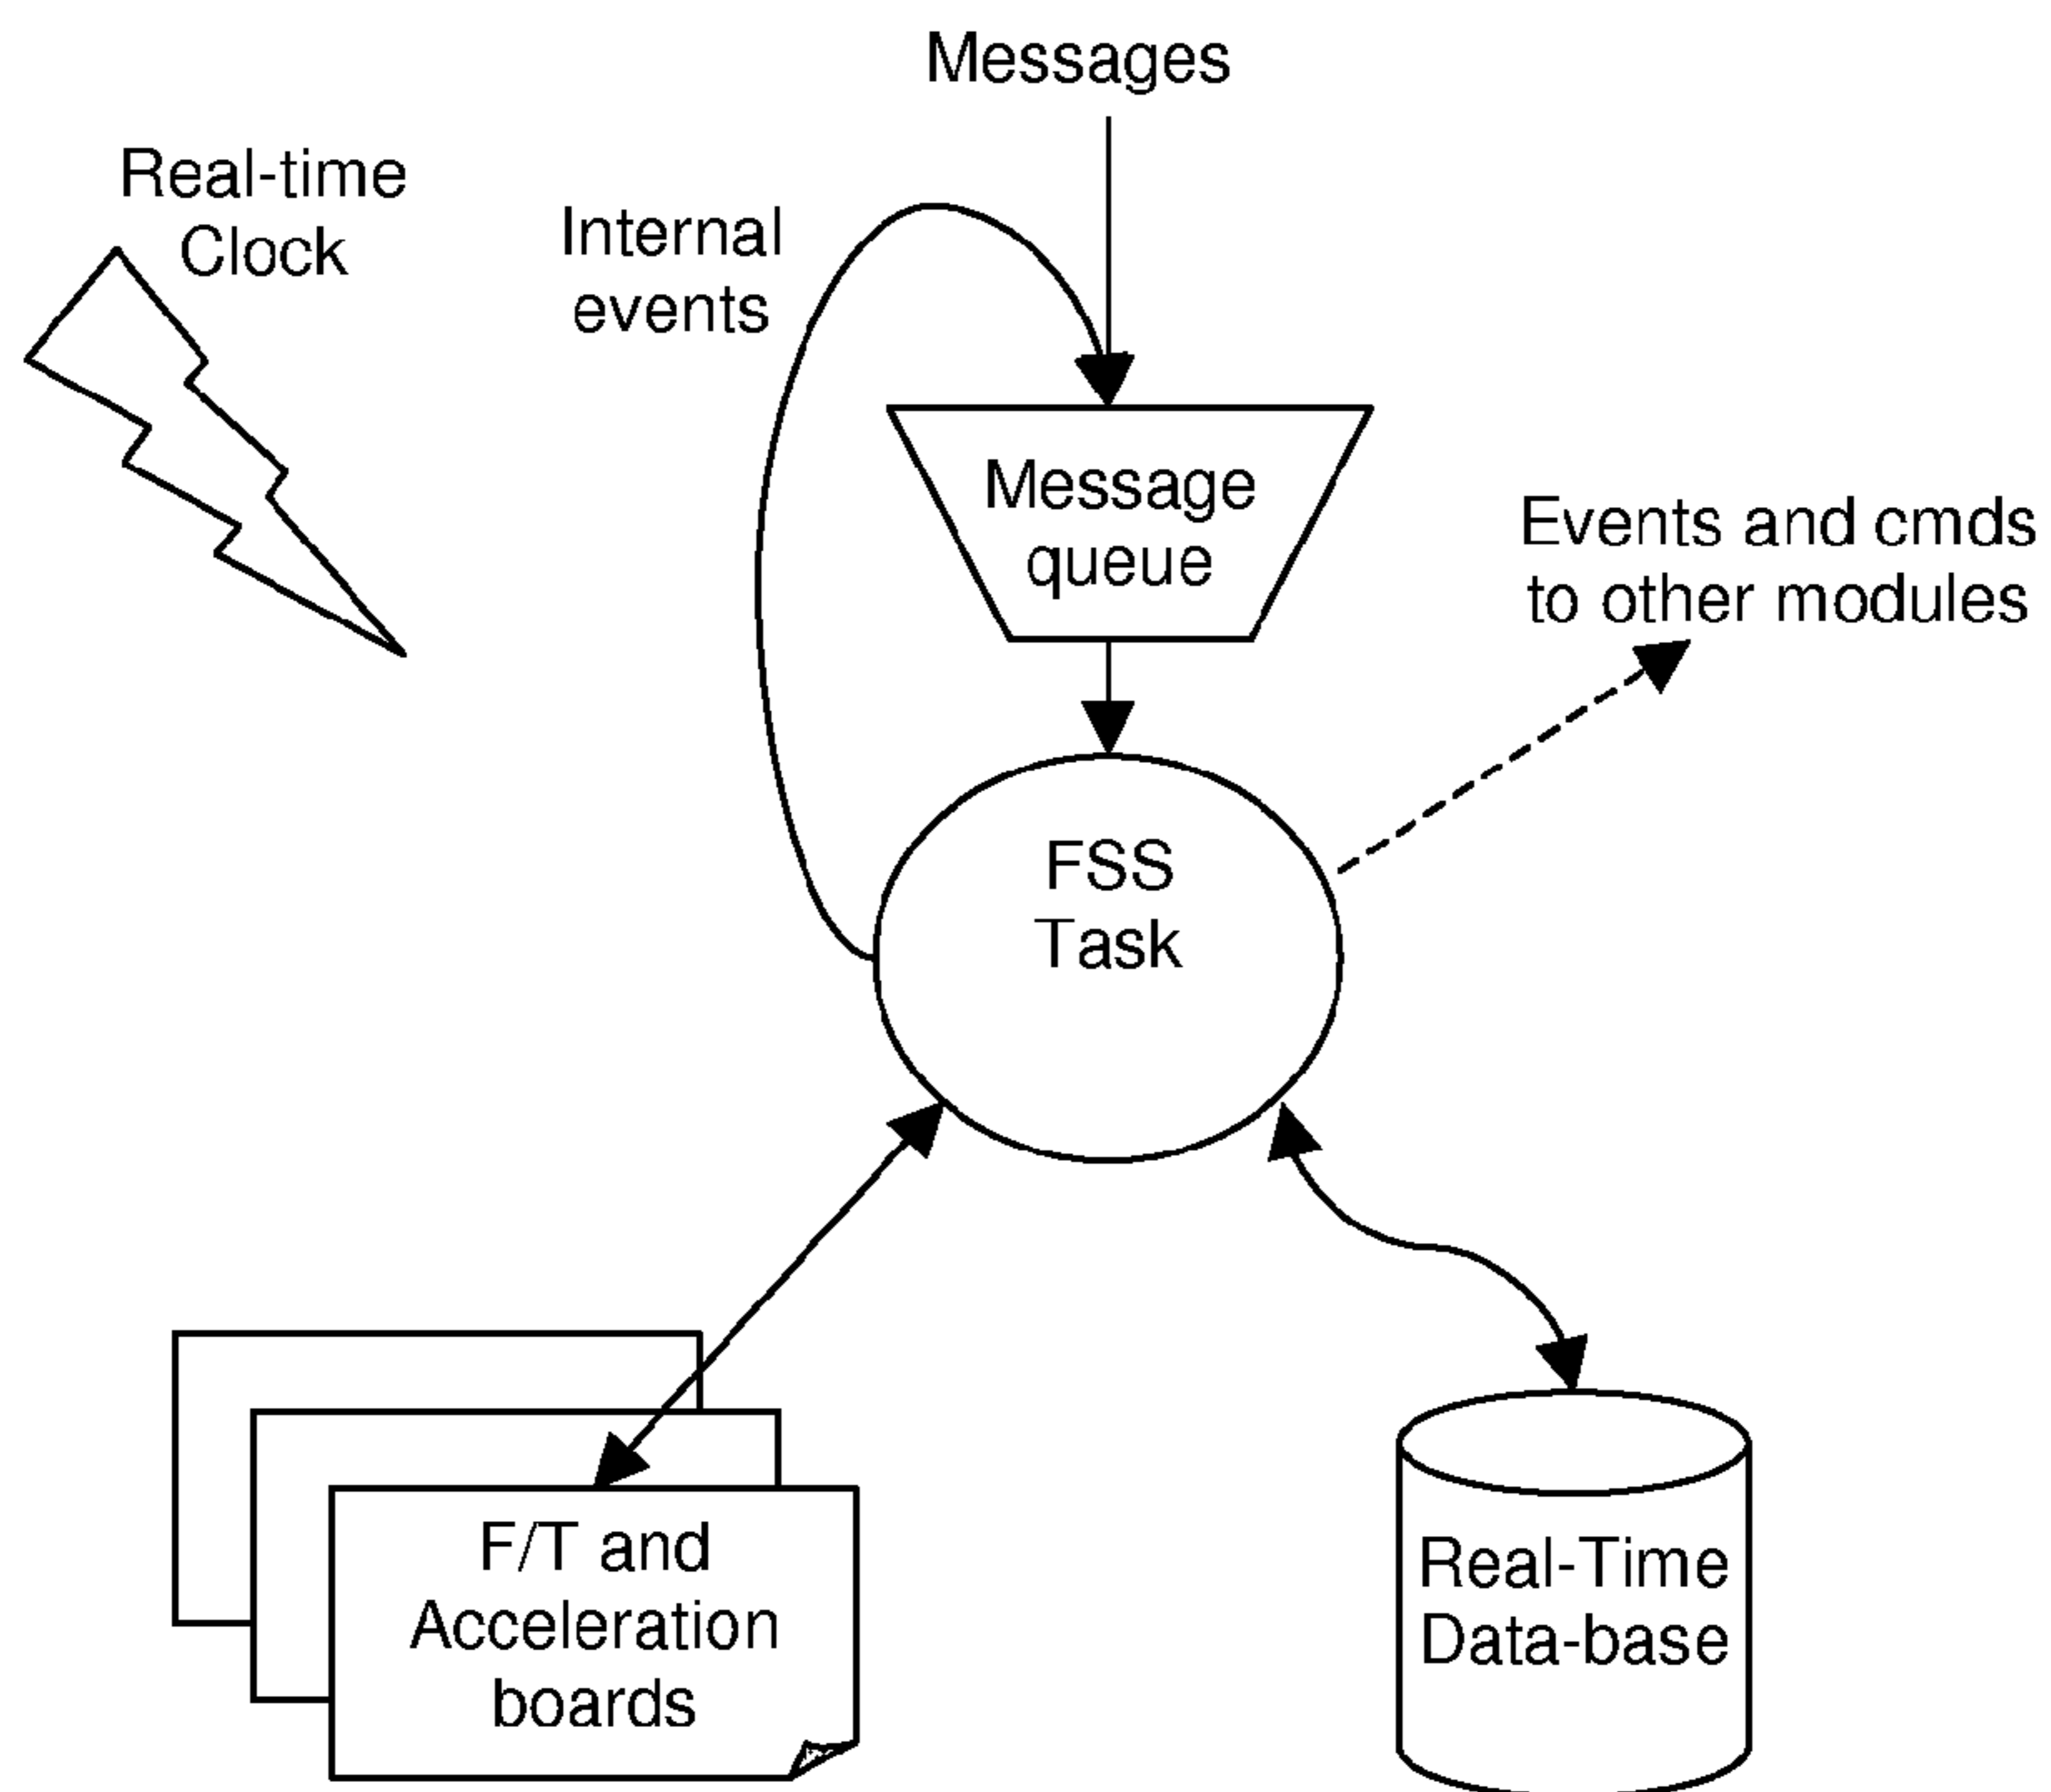 Messages
Real-time
Clock
Internal
events
Message
queue
Events and cmds
to other modules
FSS
Task
F/T and
Acceleration
boards
Real-Time
Data-base